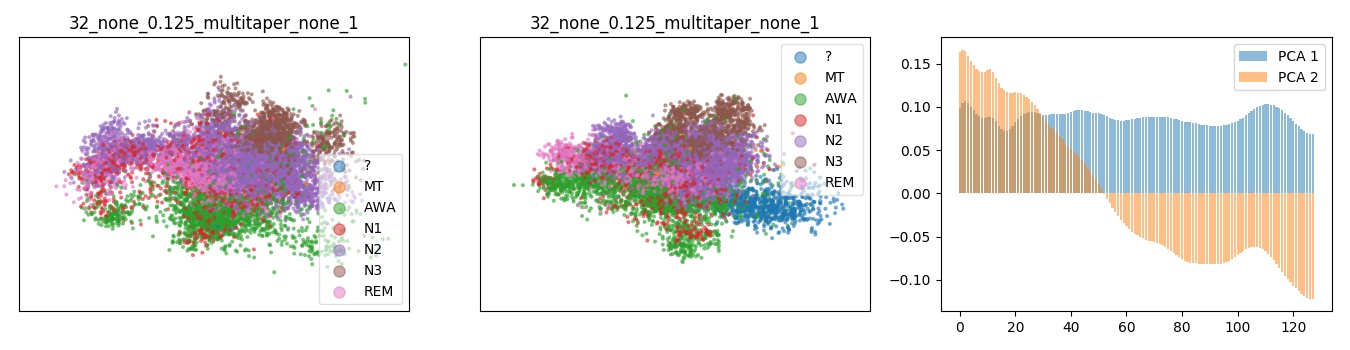 32_none_0.125_multitaper_none_1
?
MT
AWA
N1
N2
N3
REM
32_none_0.125_multitaper_none_1
?
MT
AWA
N1
N2
N3
REM
PCA 1
PCA 2
0.15
0.10
0.05
0.00
−0.05
−0.10
0 20 40 60 80 100 120